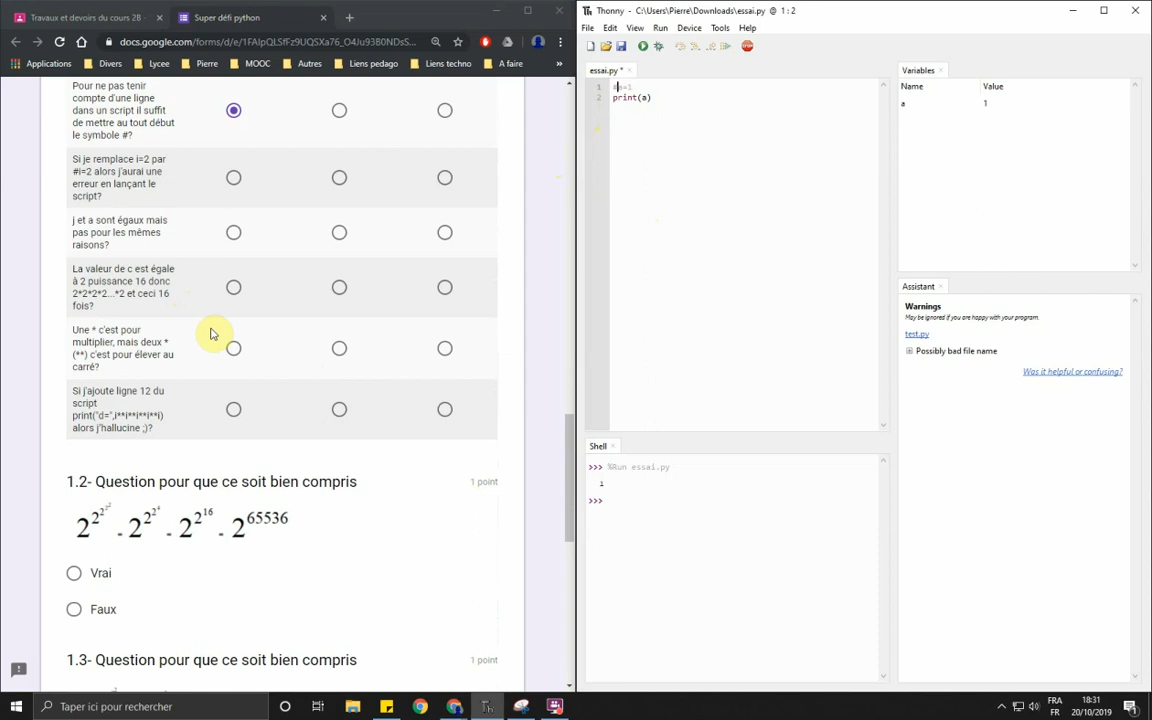 Travaux et devoirs du cours 2B -
Super défi python
docs.google.com/forms/d/e/1FAIpQLSfFz9UQSXa76_O4Ju93B0NDsS...
Applications
Divers
Lycee
Pierre
MOOC
Autres
Liens pedago
Liens techno
A faire
»
Pour ne pas tenir
compte d'une ligne
dans un script il suffit
de mettre au tout début
le symbole #?
Si je remplace i=2 par
#i=2 alors j'aurai une
erreur en lançant le
script?
j et a sont égaux mais
pas pour les mêmes
raisons?
La valeur de c est égale
à 2 puissance 16 donc
2*2*2*2...*2 et ceci 16
fois?
Une * c'est pour
multiplier, mais deux *
(**) c'est pour élever au
carré?
Si j'ajoute ligne 12 du
script
print("d=",i**i**i**i**i)
alors j'hallucine ;)?
1.2- Question pour que ce soit bien compris
1 point
Vrai
Faux
1.3- Question pour que ce soit bien compris
1 point
Thonny - C:\Users\Pierre\Downloads\essai.py @ 1 : 2
File Edit View Run Device Tools Help
essai.py *
1 #a=1
2 print(a)
Variables
Name Value
a 1
Assistant
Warnings
May be ignored if you are happy with your program.
test.py
Possibly bad file name
Was it helpful or confusing?
Shell
>>> %Run essai.py
1
>>>
Taper ici pour rechercher
FRA
FR
18:31
20/10/2019